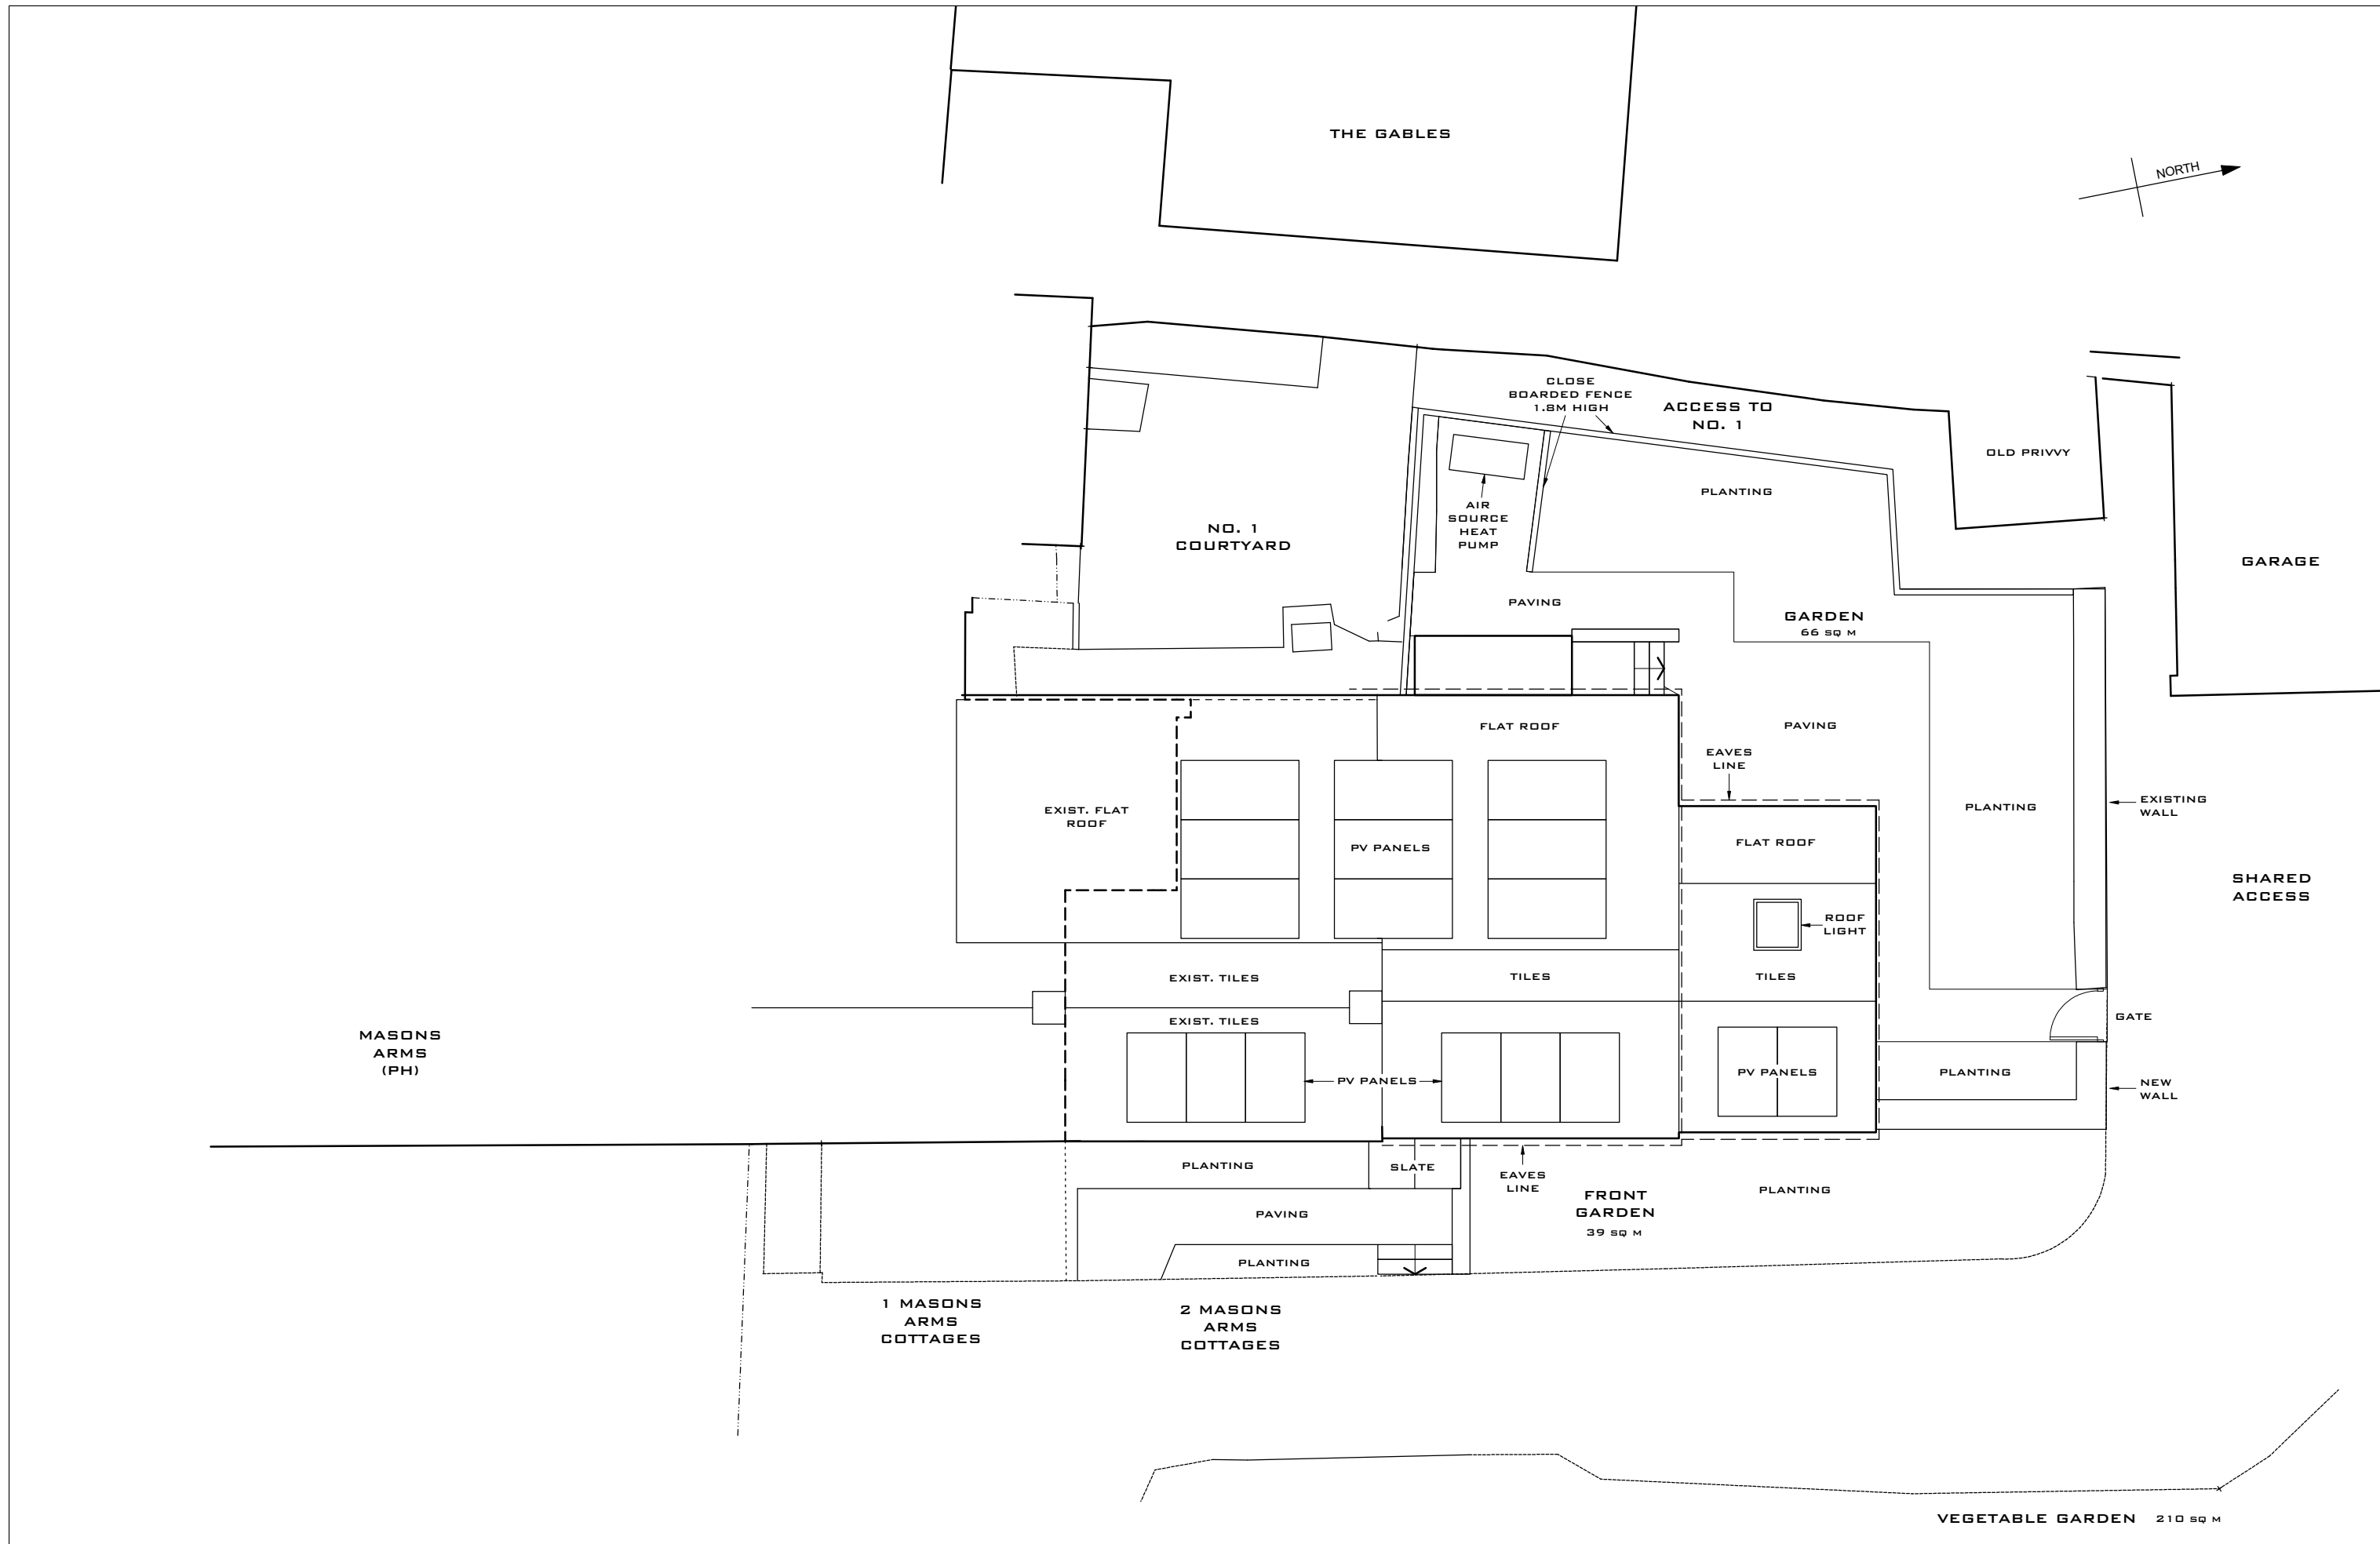 THE GABLES
NORTH
CLOSE
BOARDED FENCE
1.8M HIGH
ACCESS TO
NO. 1
OLD PRIVVY
PLANTING
AIR
SOURCE
HEAT
PUMP
NO. 1
COURTYARD
GARAGE
PAVING
GARDEN
66 SQ M
FLAT ROOF
PAVING
EAVES
LINE
EXIST. FLAT
ROOF
PLANTING
EXISTING
WALL
PV PANELS
FLAT ROOF
SHARED
ACCESS
ROOF
LIGHT
EXIST. TILES
TILES
TILES
EXIST. TILES
GATE
MASONS
ARMS
(PH)
PV PANELS
PV PANELS
PLANTING
NEW
WALL
PLANTING
SLATE
EAVES
LINE
FRONT
GARDEN
39 SQ M
PLANTING
PAVING
PLANTING
1 MASONS
ARMS
COTTAGES
2 MASONS
ARMS
COTTAGES
VEGETABLE GARDEN 210 SQ M